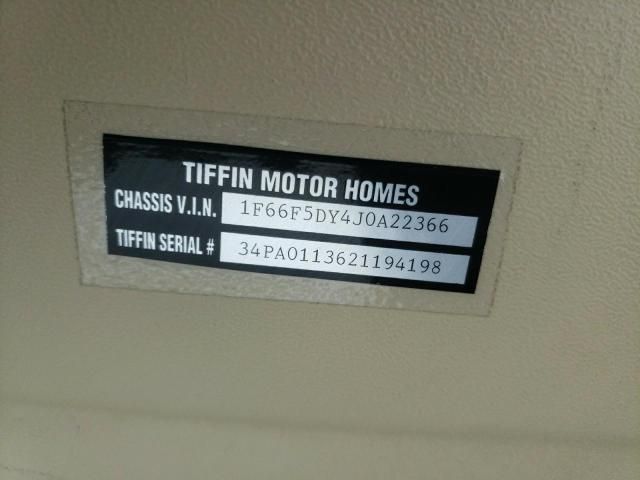 TIFFIN MOTOR HOMES
CHASSIS V.I.N. 1F66F5DY4J0A22366
TIFFIN SERIAL # 34PA0113621194198